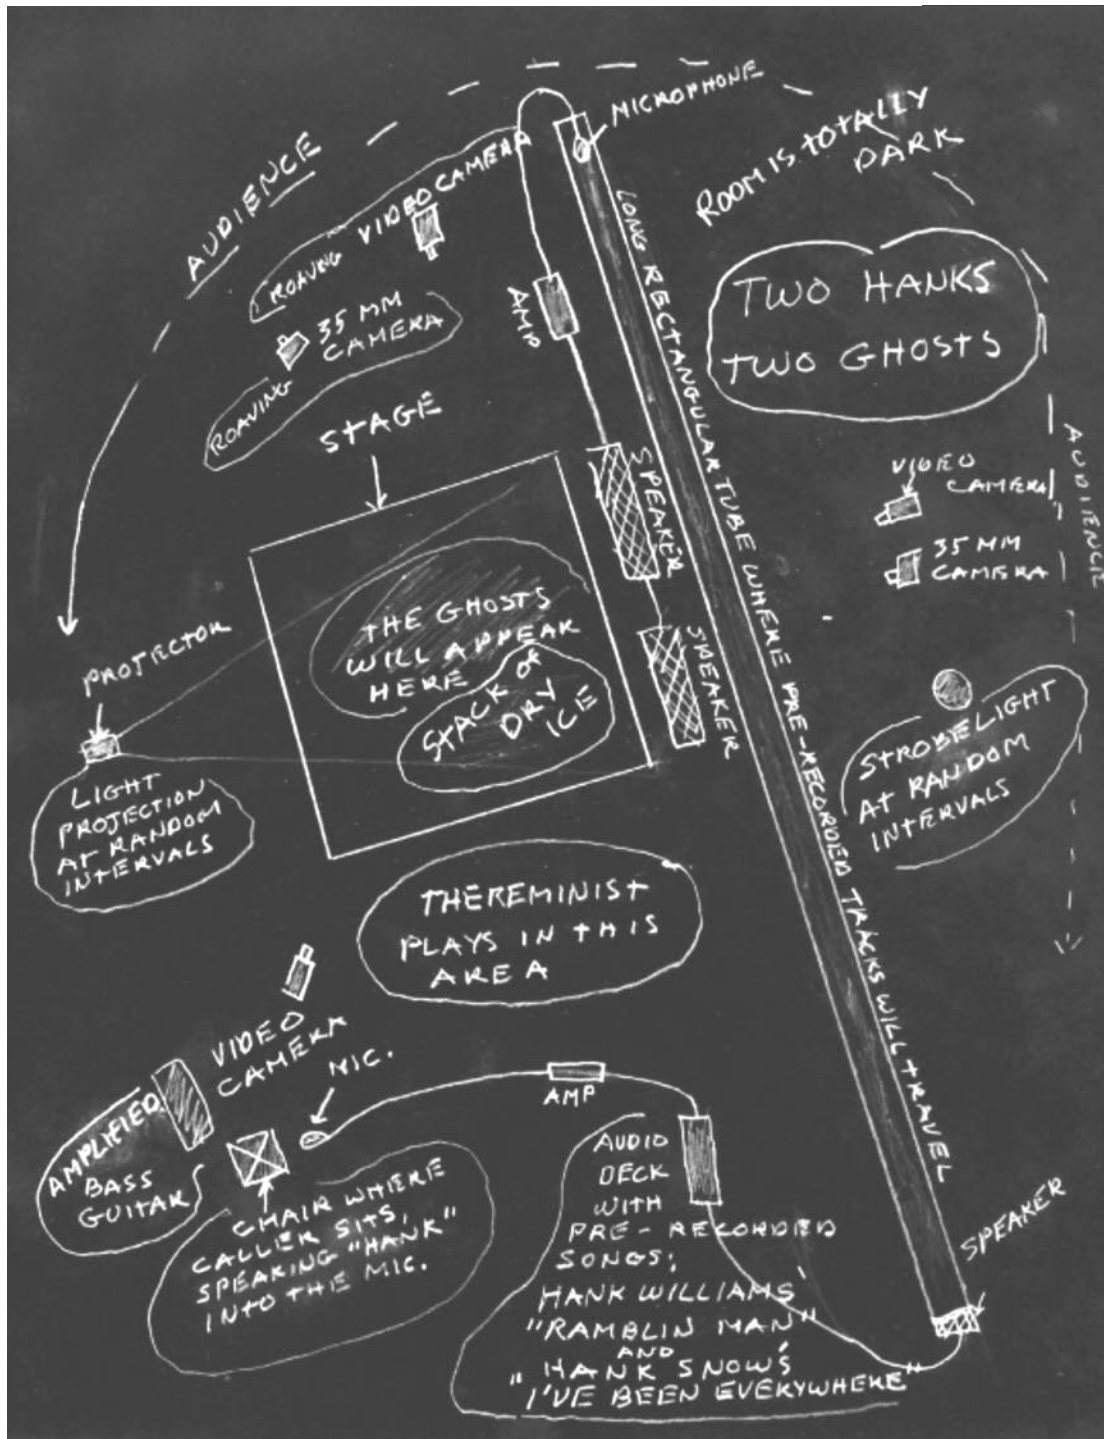 MICROPHONE
ROOM IS TOTALLY
DARK
AUDIENCE
ROAVING VIDEO CAMERA
ROAVING 35 MM
CAMERA
AMP
LONG RECTANGULAR TUBE WHERE PRE-RECORDED TRACKS WILL TRAVEL
TWO HANKS
TWO GHOSTS
STAGE
SPEAKER
SPEAKER
VIDEO
CAMERA
35 MM
CAMERA
AUDIENCE
THE GHOSTS
WILL APPEAR
HERE
STACK OF
DRY
ICE
PROJECTOR
LIGHT
PROJECTION
AT RANDOM
INTERVALS
STROBELIGHT
AT RANDOM
INTERVALS
THEREMINIST
PLAYS IN THIS
AREA
VIDEO
CAMERA
MIC.
AMP
AMPLIFIED
BASS
GUITAR
CHAIR WHERE
CALLER SITS,
SPEAKING "HANK"
INTO THE MIC.
AUDIO
DECK
WITH
PRE-RECORDED
SONGS:
HANK WILLIAMS'
"RAMBLIN MAN"
AND
"HANK SNOW'S
I'VE BEEN EVERYWHERE"
SPEAKER